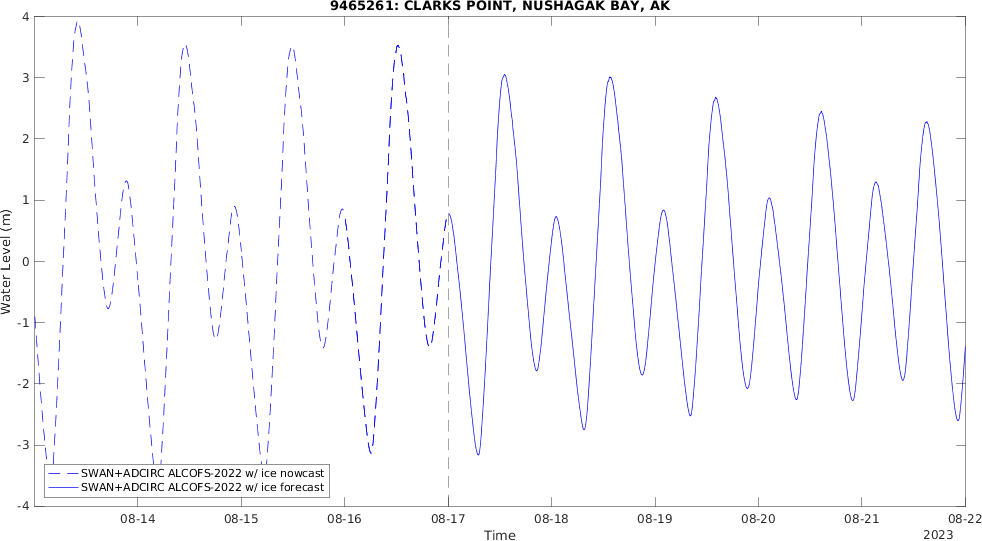 9465261: CLARKS POINT, NUSHAGAK BAY, AK
4
3
2
1
0
-1
-2
-3
-4
Water Level (m)
SWAN+ADCIRC ALCOFS-2022 w/ ice nowcast
SWAN+ADCIRC ALCOFS-2022 w/ ice forecast
08-14 08-15 08-16 08-17 08-18 08-19 08-20 08-21 08-22
Time
2023